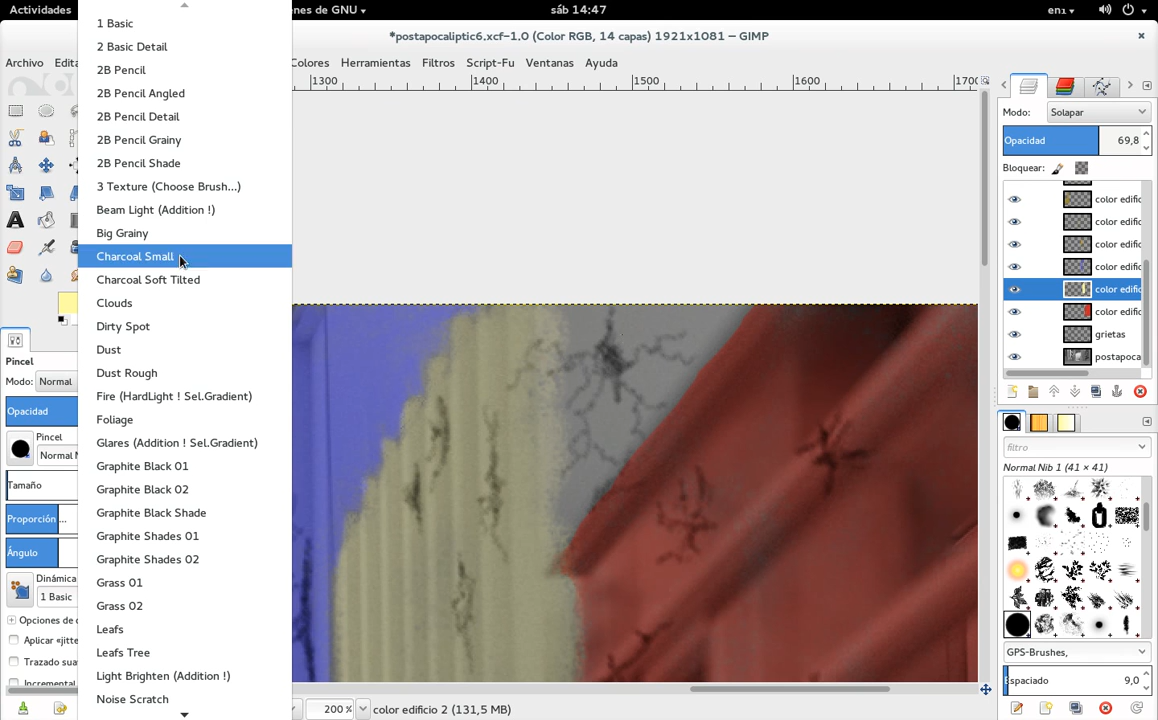 Actividades
enes de GNU
sáb 14:47
en1
*postapocaliptic6.xcf-1.0 (Color RGB, 14 capas) 1921x1081 – GIMP
Archivo
Colores
Herramientas
Filtros
Script-Fu
Ventanas
Ayuda
1300
1400
1500
1600
1700
1 Basic
2 Basic Detail
2B Pencil
2B Pencil Angled
2B Pencil Detail
2B Pencil Grainy
2B Pencil Shade
3 Texture (Choose Brush...)
Beam Light (Addition !)
Big Grainy
Charcoal Small
Charcoal Soft Tilted
Clouds
Dirty Spot
Dust
Dust Rough
Fire (HardLight ! Sel.Gradient)
Foliage
Glares (Addition ! Sel.Gradient)
Graphite Black 01
Graphite Black 02
Graphite Black Shade
Graphite Shades 01
Graphite Shades 02
Grass 01
Grass 02
Leafs
Leafs Tree
Light Brighten (Addition !)
Noise Scratch
Pincel
Modo: Normal
Opacidad
Pincel
Normal
Tamaño
Proporción ...
Ángulo
Dinámica
1 Basic
Opciones de
Aplicar «jitte
Trazado sua
Incremental
200 %
color edificio 2 (131,5 MB)
Modo: Solapar
Opacidad 69,8
Bloquear:
color edific
color edific
color edific
color edific
color edific
color edific
grietas
postapoca
filtro
Normal Nib 1 (41 × 41)
GP-Brushes,
Espaciado 9,0